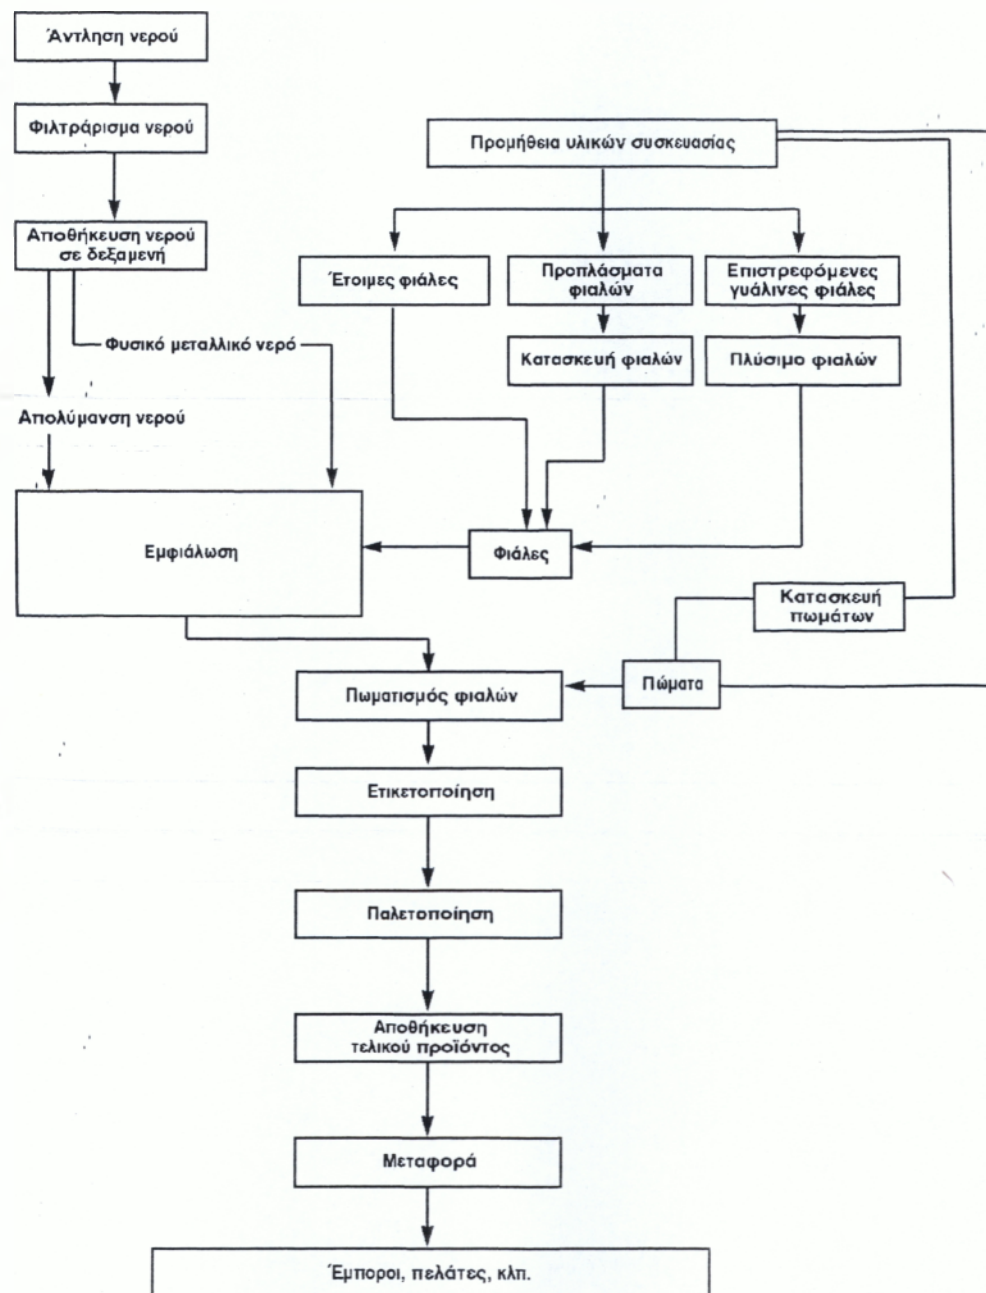 Άντληση νερού
Φιλτράρισμα νερού
Αποθήκευση νερού
σε δεξαμενή
Φυσικό μεταλλικό νερό
Απολύμανση νερού
Προμήθεια υλικών συσκευασίας
Έτοιμες φιάλες
Προπλάσματα
φιαλών
Επιστρεφόμενες
γυάλινες φιάλες
Κατασκευή φιαλών
Πλύσιμο φιαλών
Εμφιάλωση
Φιάλες
Κατασκευή
πωμάτων
Πώματα
Πωματισμός φιαλών
Ετικετοποίηση
Παλετοποίηση
Αποθήκευση
τελικού προϊόντος
Μεταφορά
Έμποροι, πελάτες, κλπ.